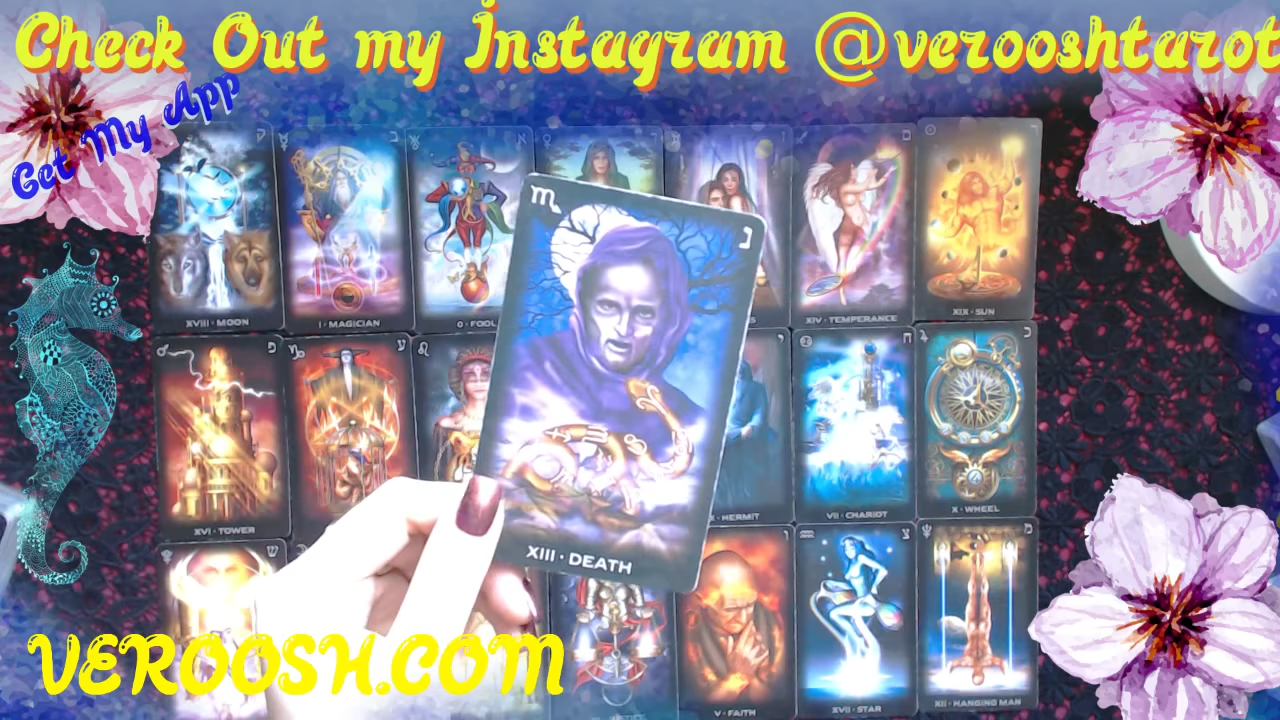 Check Out my Instagram @verooshtarot
Get My App
XVIII · MOON
I · MAGICIAN
0 · FOOL
XIV · TEMPERANCE
XIX · SUN
XVI · TOWER
HERMIT
VII · CHARIOT
X · WHEEL
XIII · DEATH
V · FAITH
XVII · STAR
XII · HANGING MAN
VEROOSH.COM